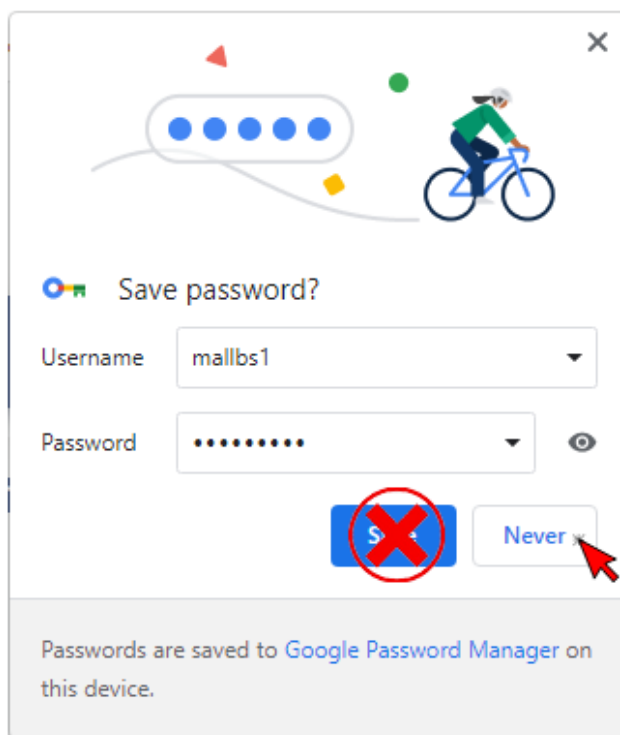 Save password?
Username mallbs1
Password •••••••••
Never
Passwords are saved to Google Password Manager on
this device.